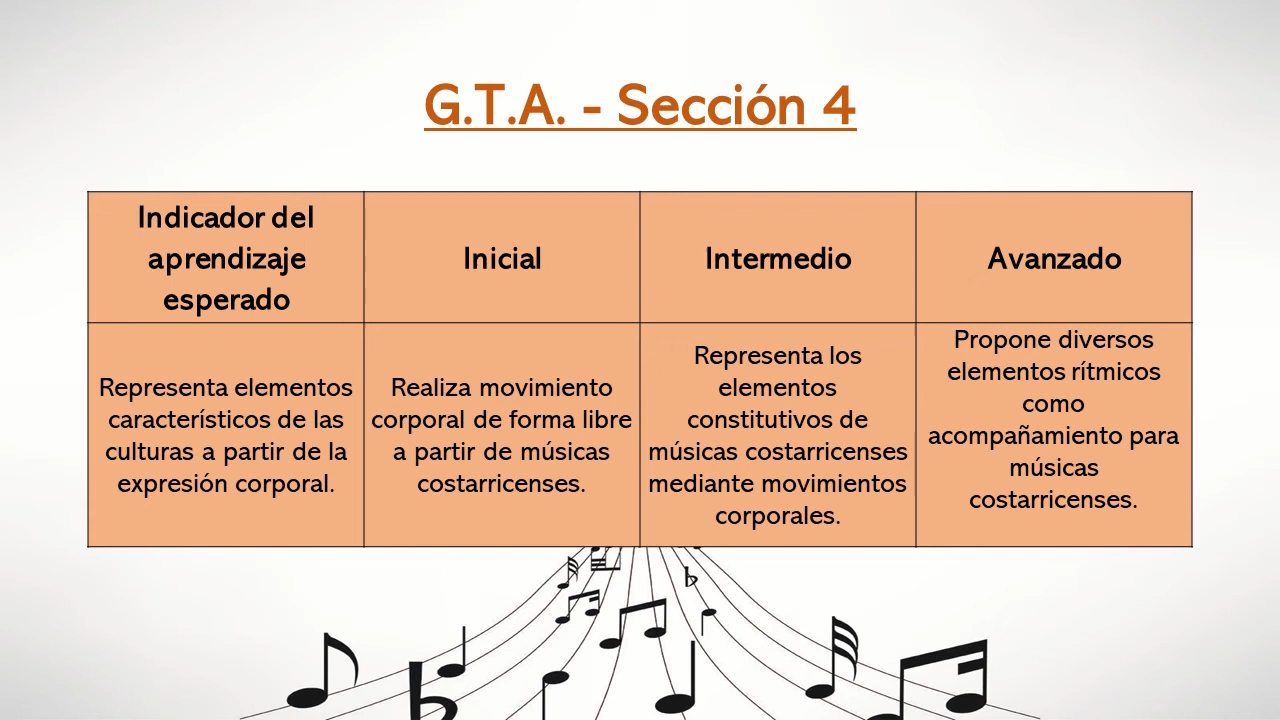 G.T.A. - Sección 4
Indicador del
aprendizaje
esperado
Inicial
Intermedio
Avanzado
Representa elementos
característicos de las
culturas a partir de la
expresión corporal.
Realiza movimiento
corporal de forma libre
a partir de músicas
costarricenses.
Representa los
elementos
constitutivos de
músicas costarricenses
mediante movimientos
corporales.
Propone diversos
elementos rítmicos
como
acompañamiento para
músicas
costarricenses.